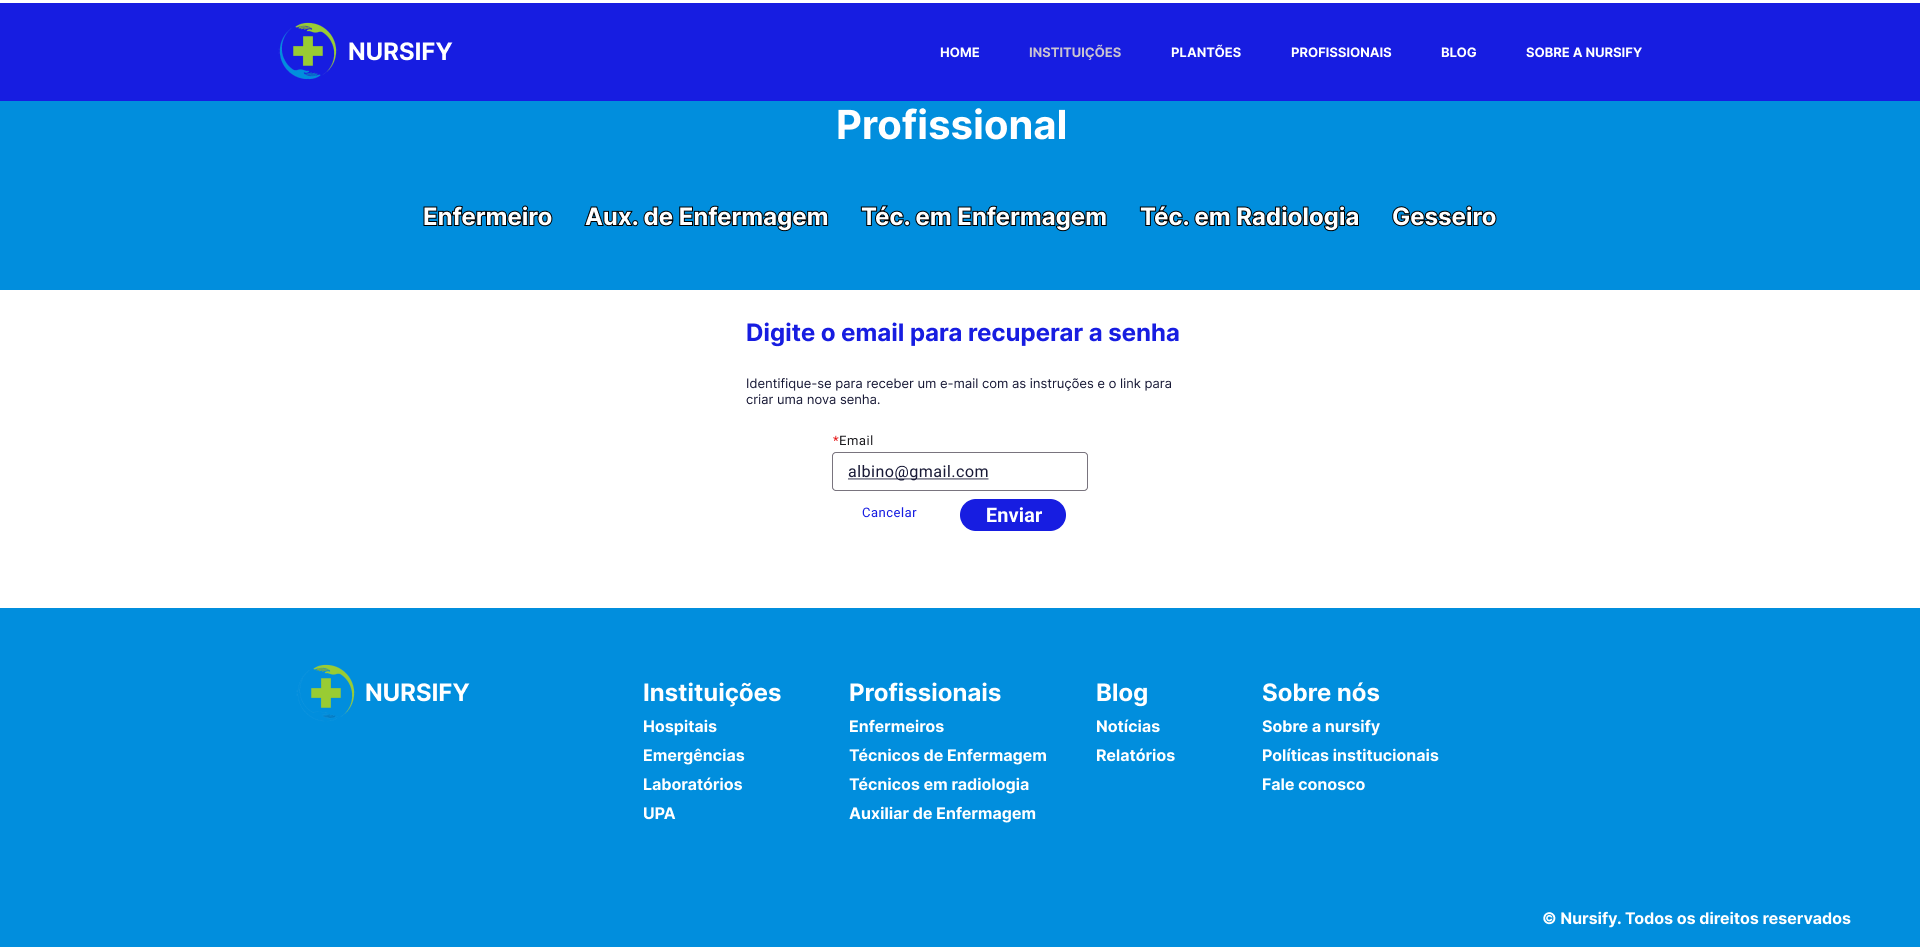 NURSIFY
HOME INSTITUIÇÕES PLANTÕES PROFISSIONAIS BLOG SOBRE A NURSIFY
Profissional
Enfermeiro Aux. de Enfermagem Téc. em Enfermagem Téc. em Radiologia Gesseiro
Digite o email para recuperar a senha
Identifique-se para receber um e-mail com as instruções e o link para
criar uma nova senha.
*Email
albino@gmail.com
Cancelar Enviar
NURSIFY
Instituições
Hospitais
Emergências
Laboratórios
UPA
Profissionais
Enfermeiros
Técnicos de Enfermagem
Técnicos em radiologia
Auxiliar de Enfermagem
Blog
Notícias
Relatórios
Sobre nós
Sobre a nursify
Políticas institucionais
Fale conosco
© Nursify. Todos os direitos reservados